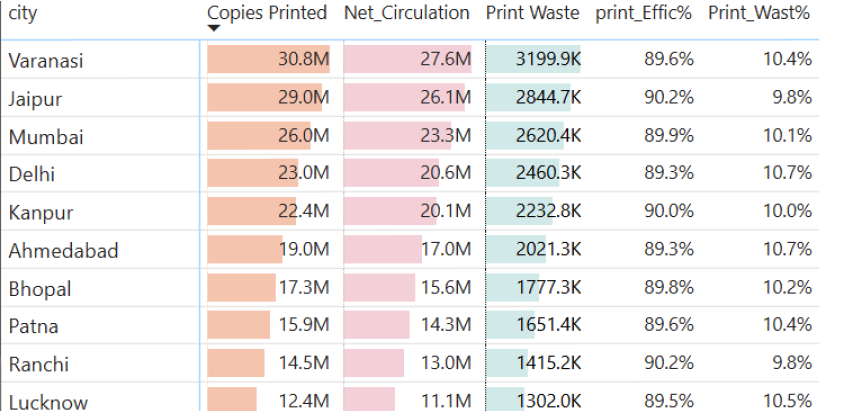 city Copies Printed Net_Circulation Print Waste print_Effic% Print_Wast%
Varanasi 30.8M 27.6M 3199.9K 89.6% 10.4%
Jaipur 29.0M 26.1M 2844.7K 90.2% 9.8%
Mumbai 26.0M 23.3M 2620.4K 89.9% 10.1%
Delhi 23.0M 20.6M 2460.3K 89.3% 10.7%
Kanpur 22.4M 20.1M 2232.8K 90.0% 10.0%
Ahmedabad 19.0M 17.0M 2021.3K 89.3% 10.7%
Bhopal 17.3M 15.6M 1777.3K 89.8% 10.2%
Patna 15.9M 14.3M 1651.4K 89.6% 10.4%
Ranchi 14.5M 13.0M 1415.2K 90.2% 9.8%
Lucknow 12.4M 11.1M 1302.0K 89.5% 10.5%